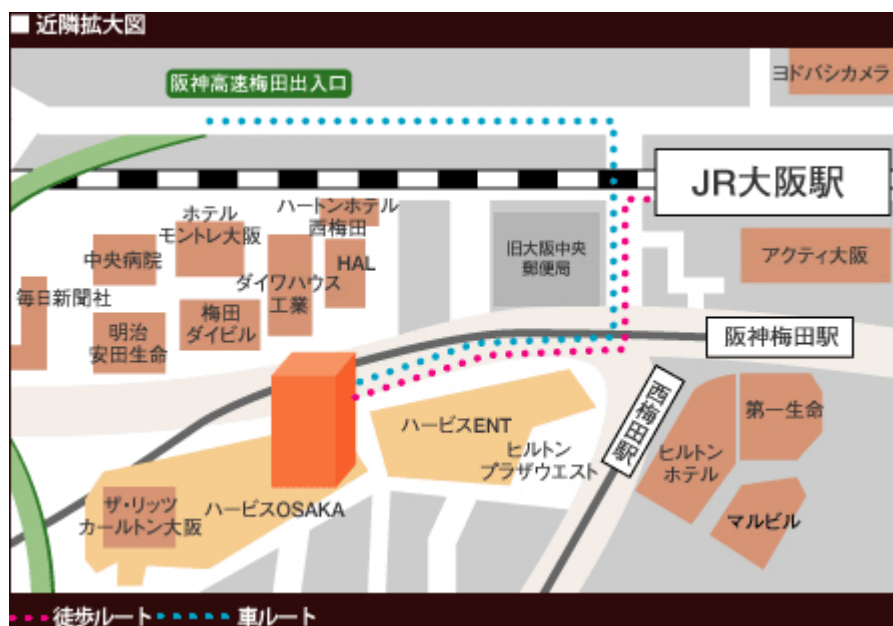 ■ 近隣拡大図
ヨドバシカメラ
阪神高速梅田出入口
JR大阪駅
ハートンホテル
西梅田
ホテル
モントレ大阪
中央病院
HAL
旧大阪中央
郵便局
アクティ大阪
毎日新聞社
ダイワハウス
工業
梅田
ダイビル
明治
安田生命
阪神梅田駅
西梅田駅
第一生命
ハービスENT
ヒルトン
プラザウエスト
ヒルトン
ホテル
マルビル
ザ・リッツ
カールトン大阪
ハービスOSAKA
徒歩ルート 車ルート